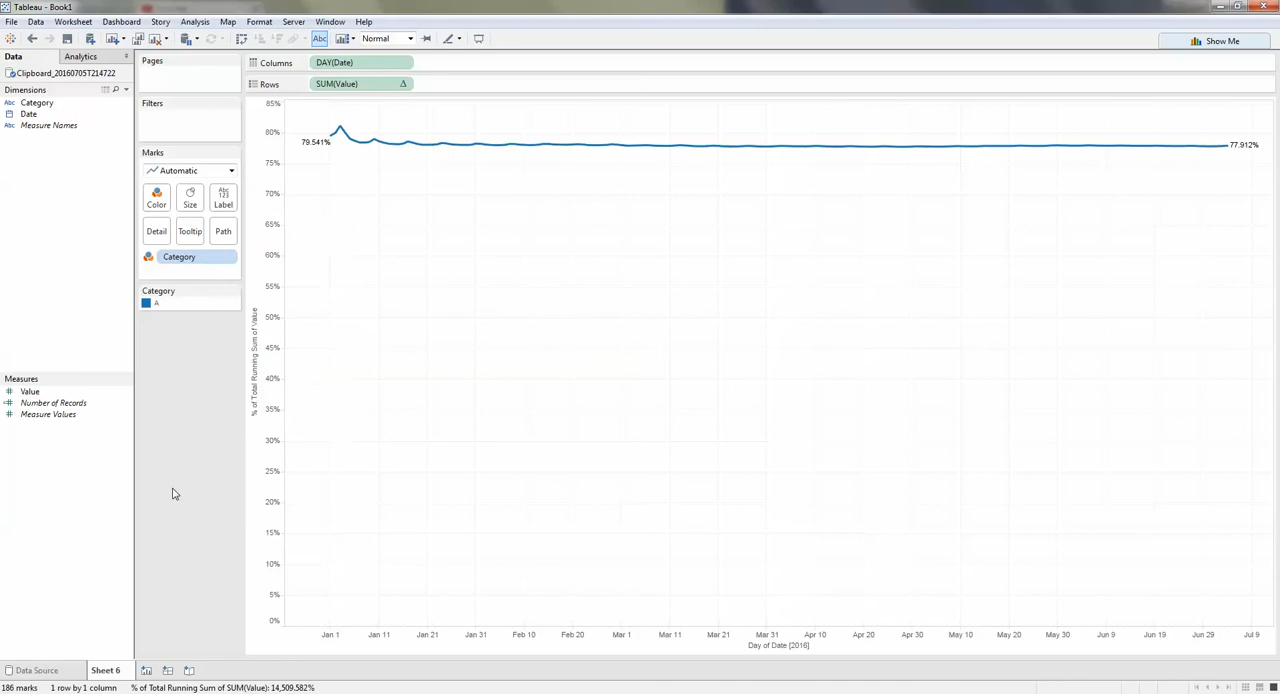 Tableau - Book1
File Data Worksheet Dashboard Story Analysis Map Format Server Window Help
Abc Normal Show Me
Data Analytics
Clipboard_20160705T214722
Dimensions
Abc Category
Date
Abc Measure Names
Measures
Value
Number of Records
Measure Values
Pages
Filters
Marks
Automatic
Color Size Abc 123 Label
Detail Tooltip Path
Category
Category
A
Columns DAY(Date)
Rows SUM(Value) Δ
85%
80%
75%
70%
65%
60%
55%
50%
45%
40%
35%
30%
25%
20%
15%
10%
5%
0%
% of Total Running Sum of Value
79.541%
77.912%
Jan 1 Jan 11 Jan 21 Jan 31 Feb 10 Feb 20 Mar 1 Mar 11 Mar 21 Mar 31 Apr 10 Apr 20 Apr 30 May 10 May 20 May 30 Jun 9 Jun 19 Jun 29 Jul 9
Day of Date [2016]
Data Source Sheet 6
186 marks 1 row by 1 column % of Total Running Sum of SUM(Value): 14,509.582%